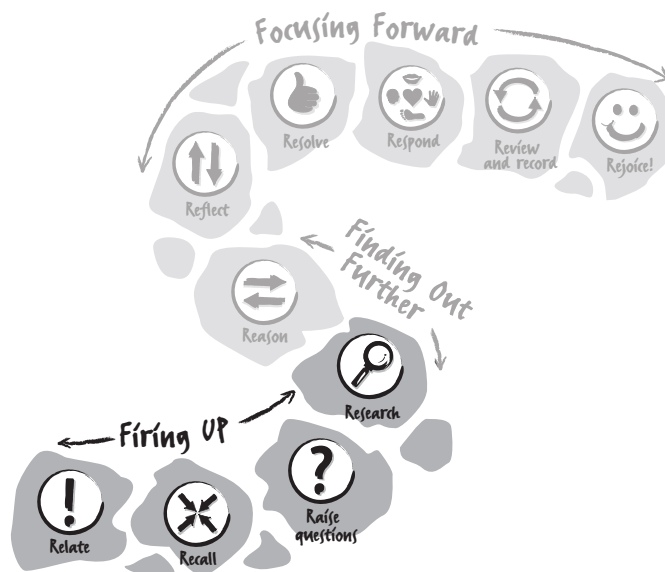 Focusing Forward
Resolve
Respond
Review
and record
Rejoice!
Reflect
Finding Out
Further
Reason
Research
Firing UP
Relate
Recall
Raise
questions